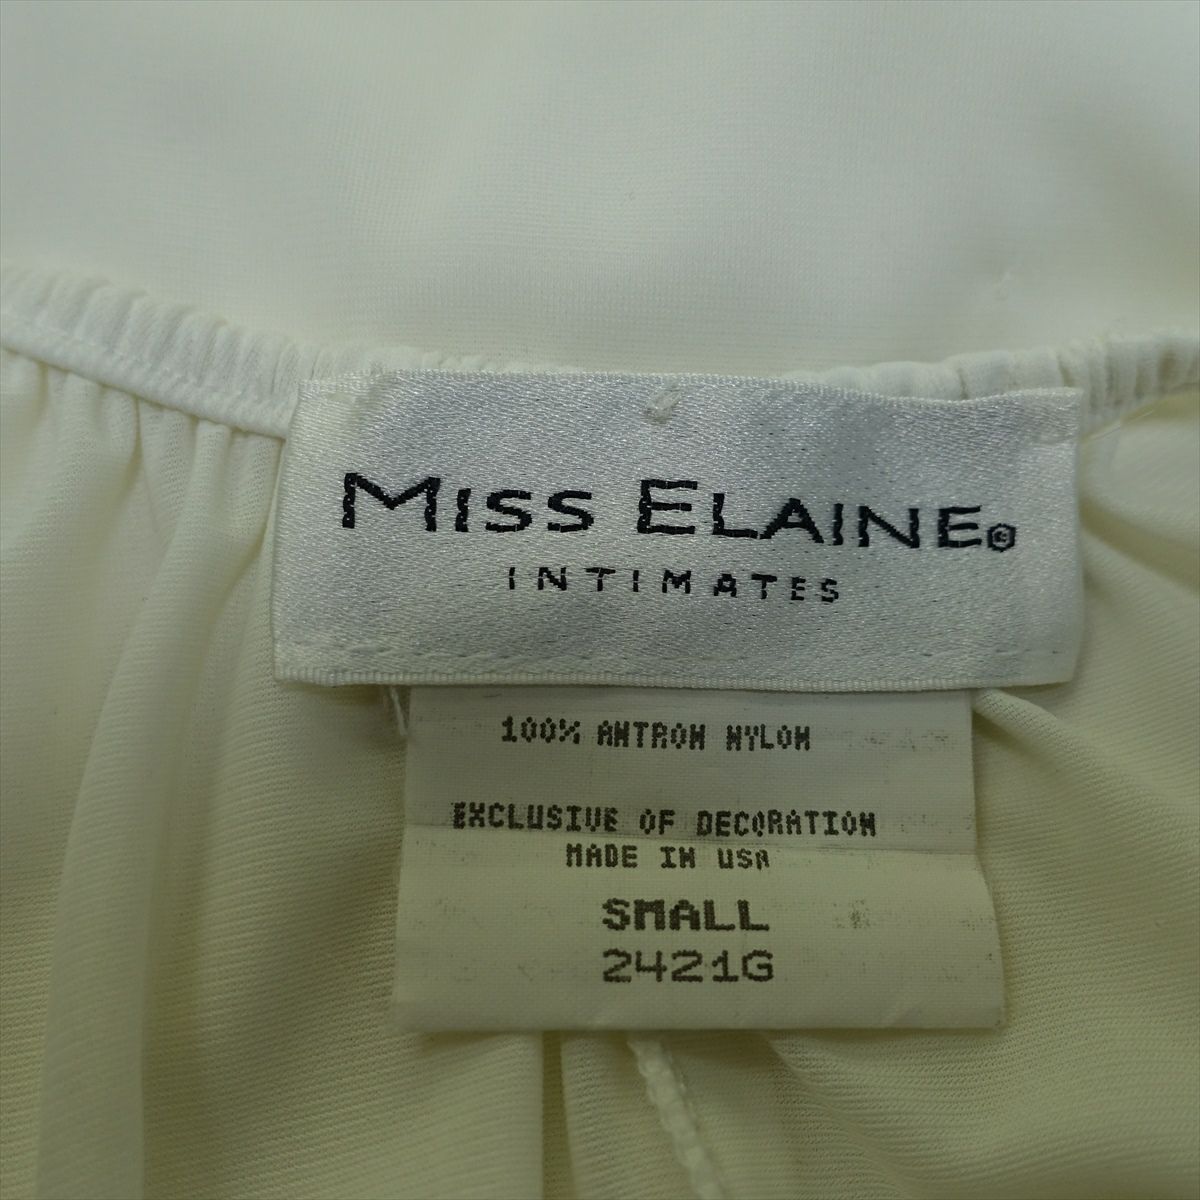 MISS ELAINE®
INTIMATES
100% ANTRON NYLON
EXCLUSIVE OF DECORATION
MADE IN USA
SMALL
2421G